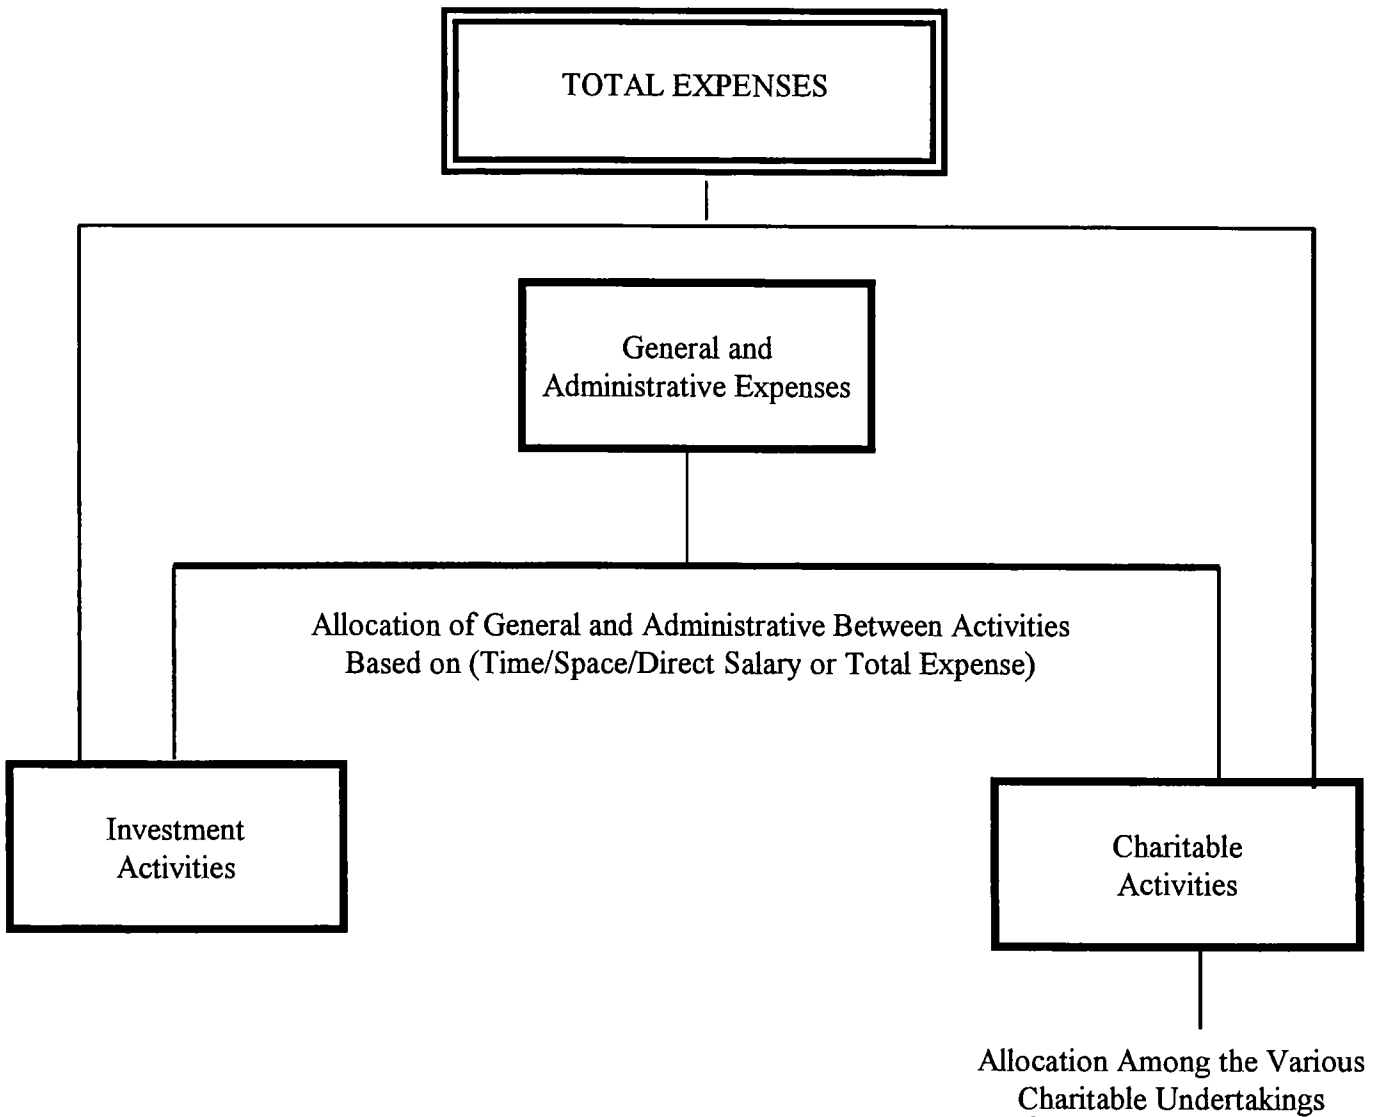 TOTAL EXPENSES
General and
Administrative Expenses
Allocation of General and Administrative Between Activities
Based on (Time/Space/Direct Salary or Total Expense)
Investment
Activities
Charitable
Activities
Allocation Among the Various
Charitable Undertakings